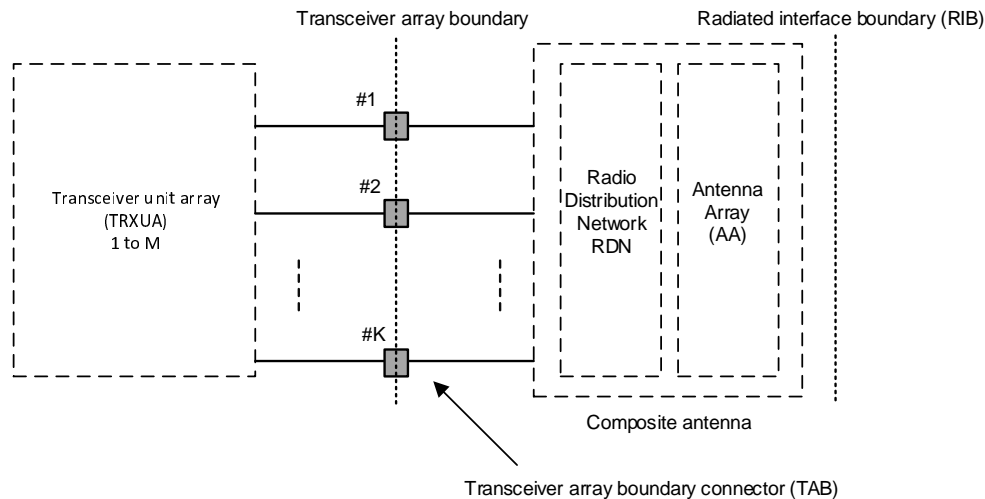 Transceiver array boundary
Radiated interface boundary (RIB)
#1
#2
#K
Transceiver unit array
(TRXUA)
1 to M
Radio
Distribution
Network
RDN
Antenna
Array
(AA)
Composite antenna
Transceiver array boundary connector (TAB)